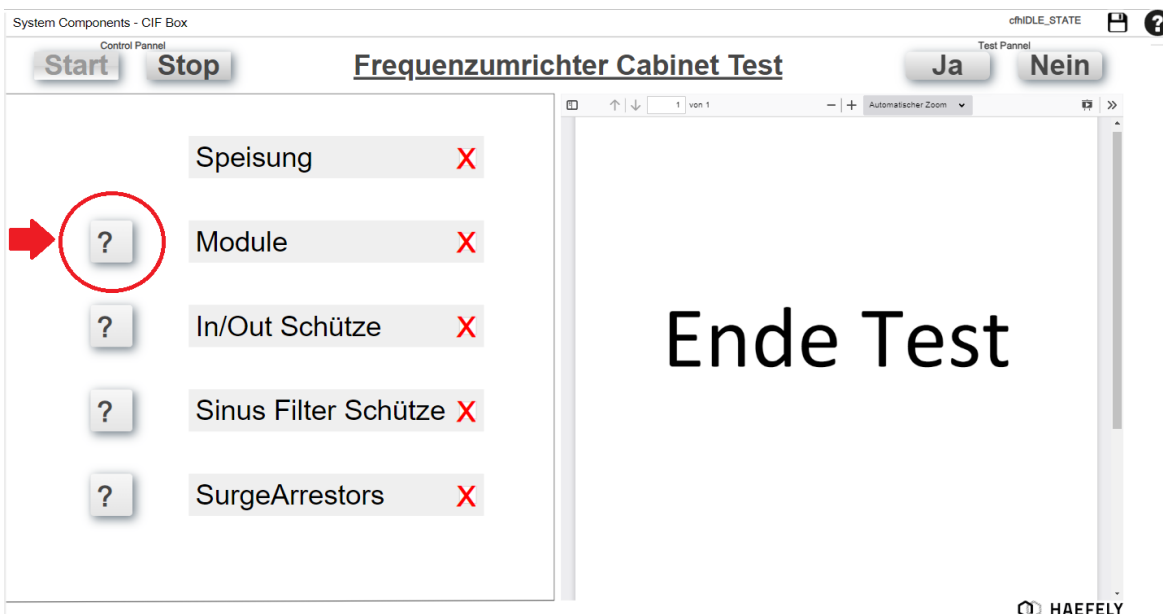 System Components - CIF Box
cfhIDLE_STATE
?
Control Pannel
Start Stop
Frequenzumrichter Cabinet Test
Test Pannel
Ja Nein
1 von 1
Automatischer Zoom
Speisung X
? Module X
? In/Out Schütze X
? Sinus Filter Schütze X
? SurgeArrestors X
Ende Test
HAEFELY